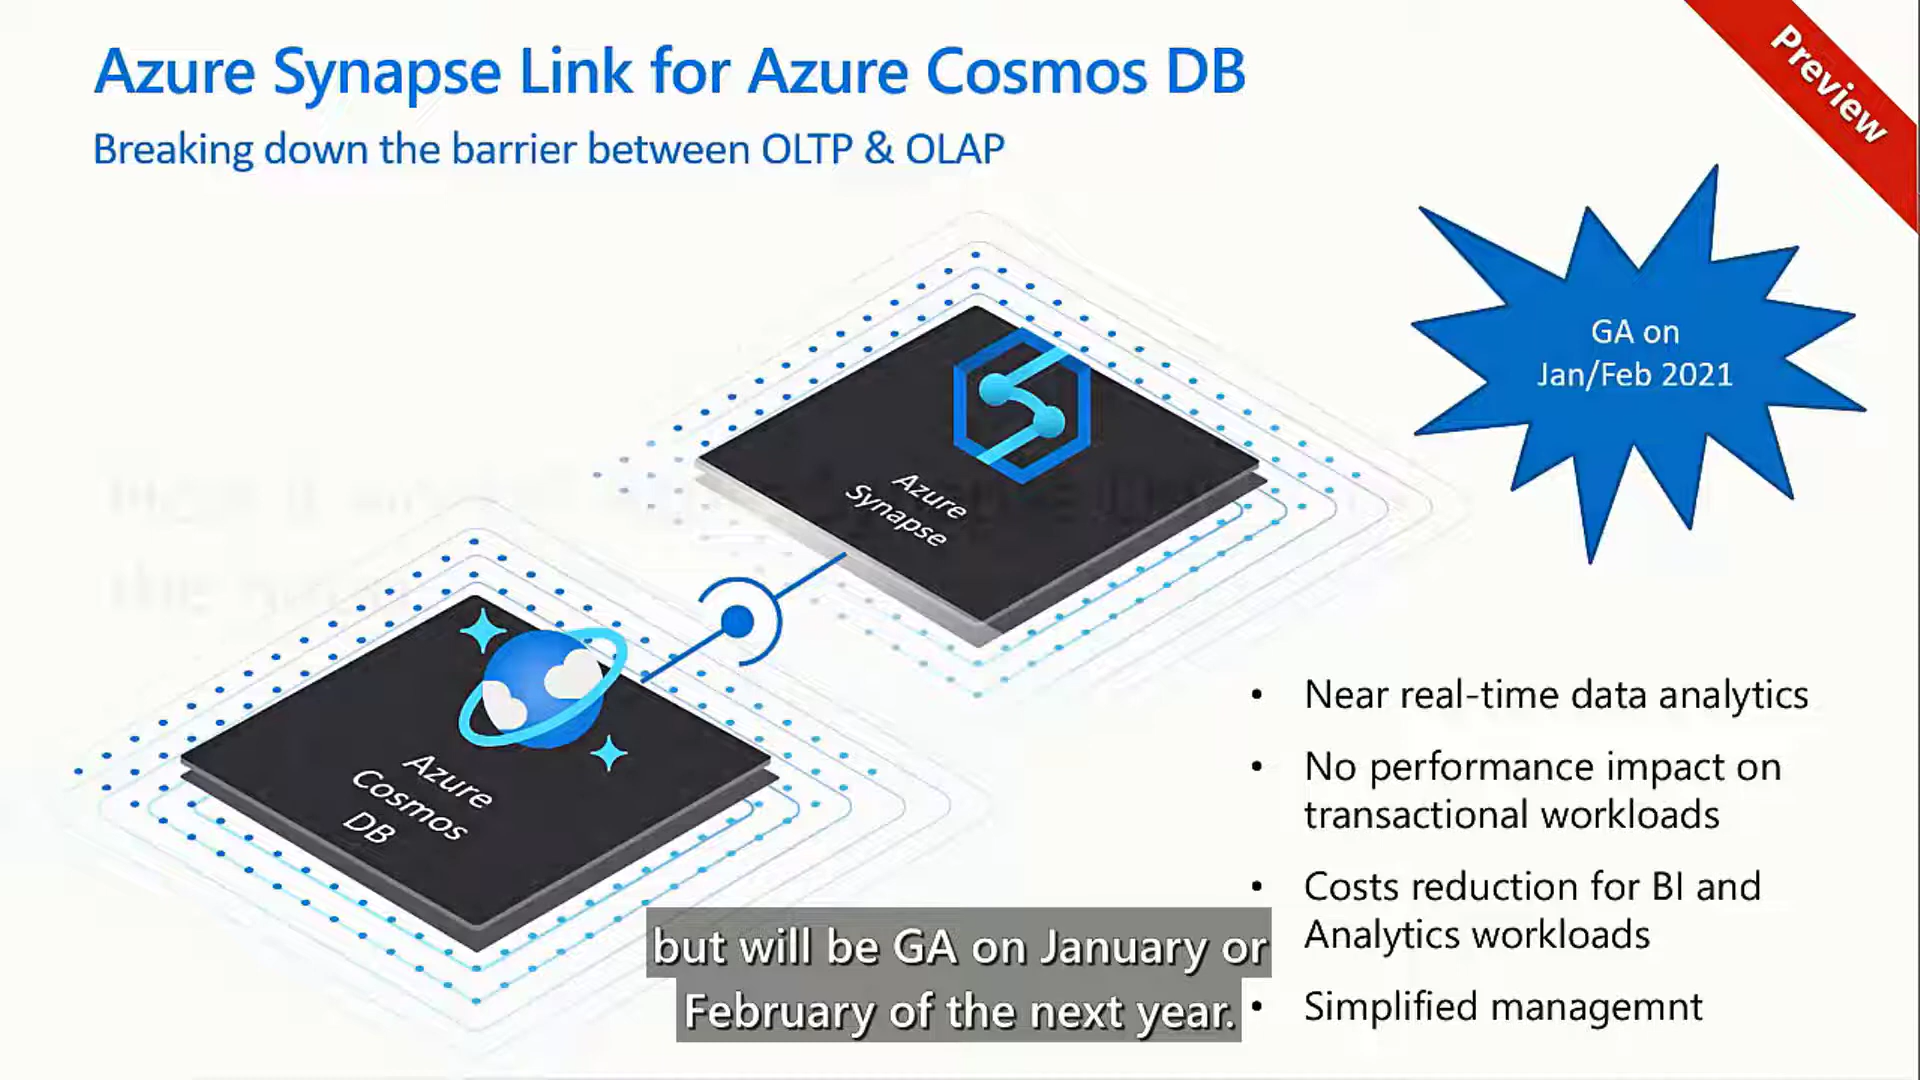 Azure Synapse Link for Azure Cosmos DB
Breaking down the barrier between OLTP & OLAP
Preview
GA on
Jan/Feb 2021
Azure
Synapse
Azure
Cosmos
DB
• Near real-time data analytics
• No performance impact on
transactional workloads
• Costs reduction for BI and
Analytics workloads
• Simplified managemnt
but will be GA on January or
February of the next year.